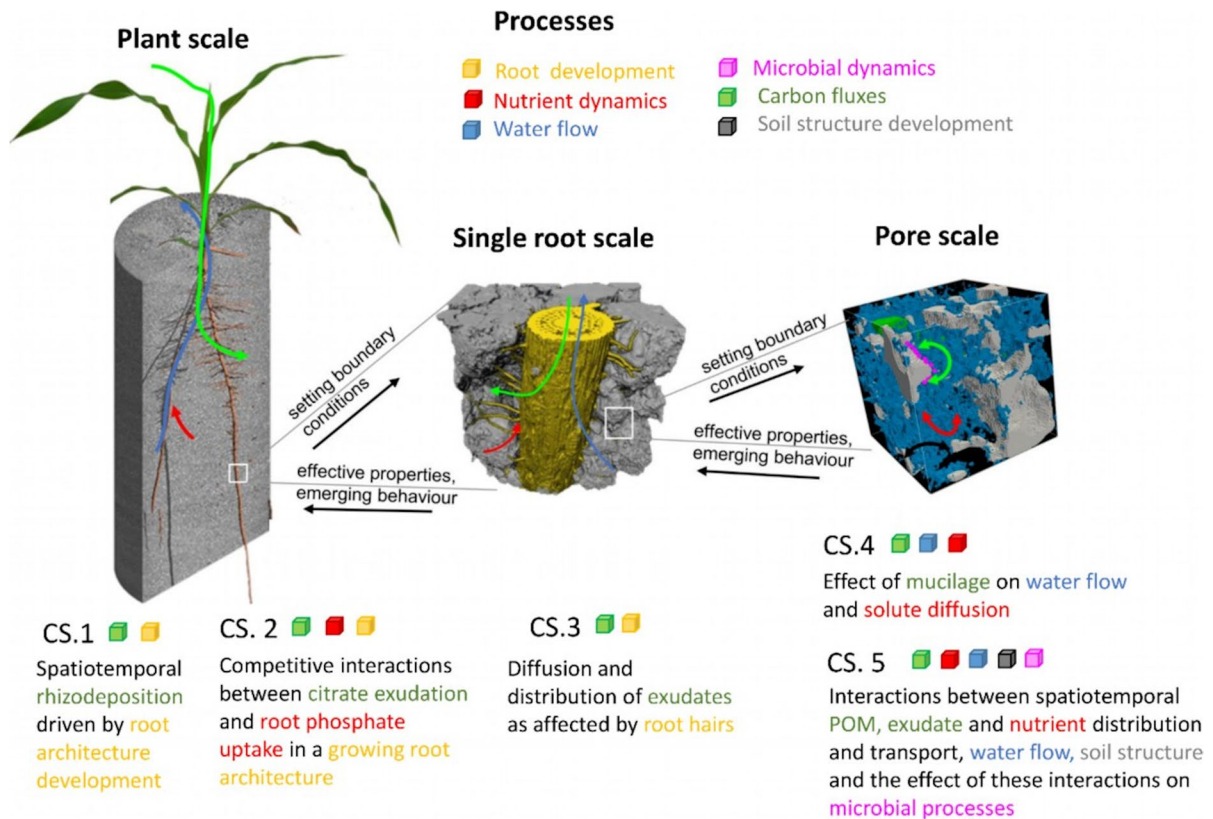 Processes
Plant scale
Root development
Nutrient dynamics
Water flow
Microbial dynamics
Carbon fluxes
Soil structure development
Single root scale
Pore scale
setting boundary
conditions
effective properties,
emerging behaviour
setting boundary
conditions
effective properties,
emerging behaviour
CS.1
Spatiotemporal
rhizodeposition
driven by root
architecture
development
CS. 2
Competitive interactions
between citrate exudation
and root phosphate
uptake in a growing root
architecture
CS.3
Diffusion and
distribution of exudates
as affected by root hairs
CS.4
Effect of mucilage on water flow
and solute diffusion
CS. 5
Interactions between spatiotemporal
POM, exudate and nutrient distribution
and transport, water flow, soil structure
and the effect of these interactions on
microbial processes